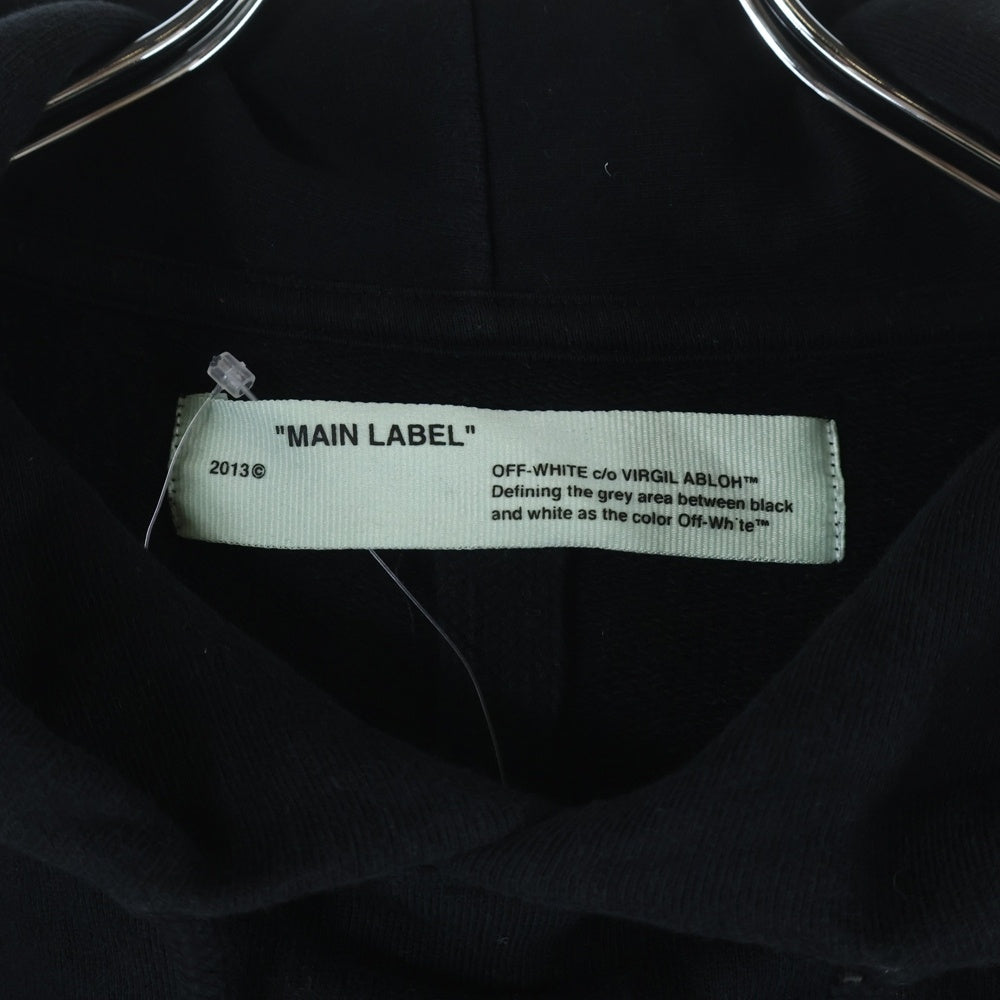 "MAIN LABEL"
2013©
OFF-WHITE c/o VIRGIL ABLOH™
Defining the grey area between black
and white as the color Off-Wh te™